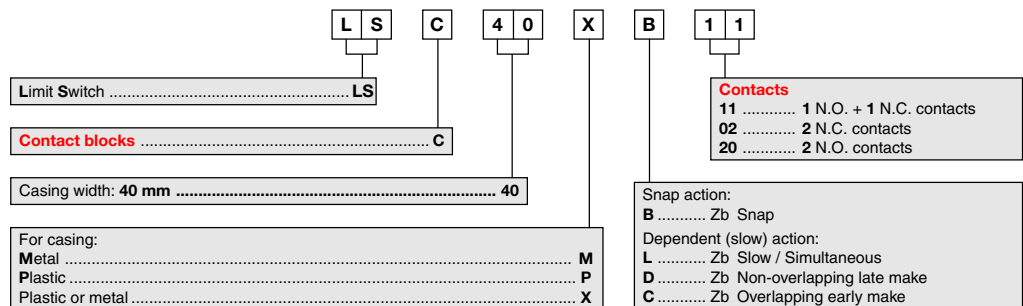 L S C 4 0 X B 1 1
Limit Switch ........................................................ LS
Contact blocks ..................................................................... C
Casing width: 40 mm ............................................................................... 40
For casing:
Metal ............................................................................................................. M
Plastic ........................................................................................................... P
Plastic or metal ............................................................................................. X
Contacts
11 ............ 1 N.O. + 1 N.C. contacts
02 ............ 2 N.C. contacts
20 ............ 2 N.O. contacts
Snap action:
B ........... Zb Snap
Dependent (slow) action:
L ........... Zb Slow / Simultaneous
D ........... Zb Non-overlapping late make
C ........... Zb Overlapping early make